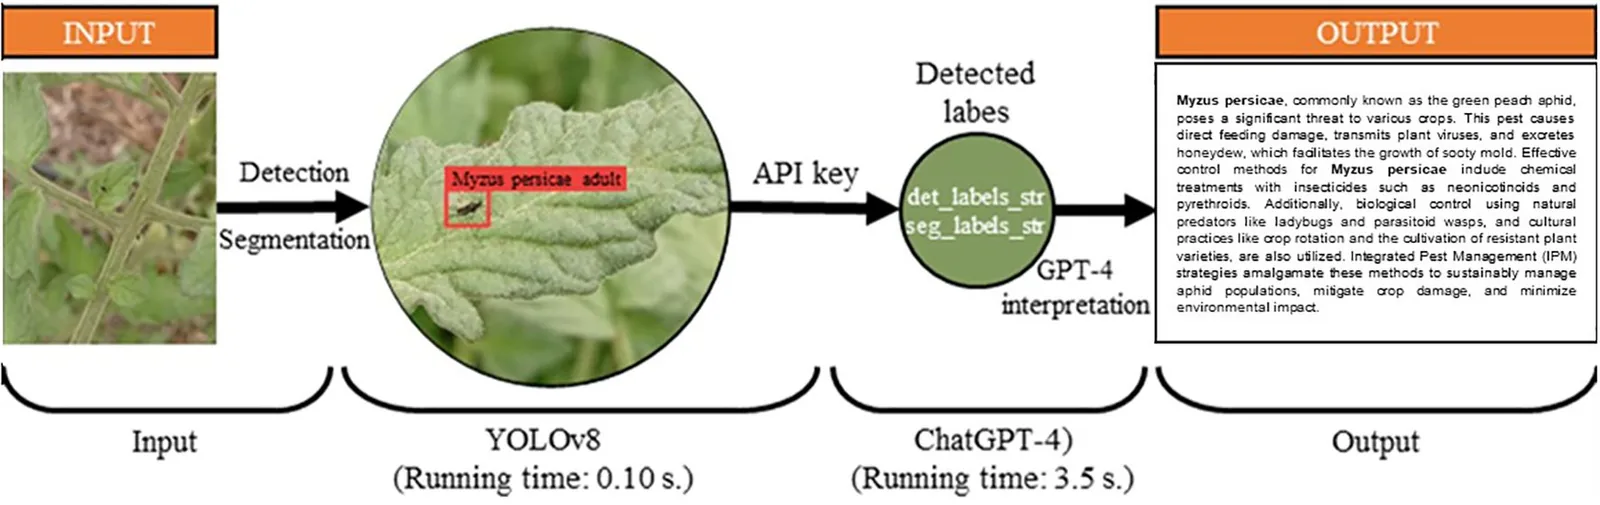 INPUT
Detection
Segmentation
Myzus persicae adult
API key
Detected
labes
det_labels_str
seg_labels_str
GPT-4
interpretation
OUTPUT
Myzus persicae, commonly known as the green peach aphid,
poses a significant threat to various crops. This pest causes
direct feeding damage, transmits plant viruses, and excretes
honeydew, which facilitates the growth of sooty mold. Effective
control methods for Myzus persicae include chemical
treatments with insecticides such as neonicotinoids and
pyrethroids. Additionally, biological control using natural
predators like ladybugs and parasitoid wasps, and cultural
practices like crop rotation and the cultivation of resistant plant
varieties, are also utilized. Integrated Pest Management (IPM)
strategies amalgamate these methods to sustainably manage
aphid populations, mitigate crop damage, and minimize
environmental impact.
Input
YOLOv8
(Running time: 0.10 s.)
ChatGPT-4)
(Running time: 3.5 s.)
Output